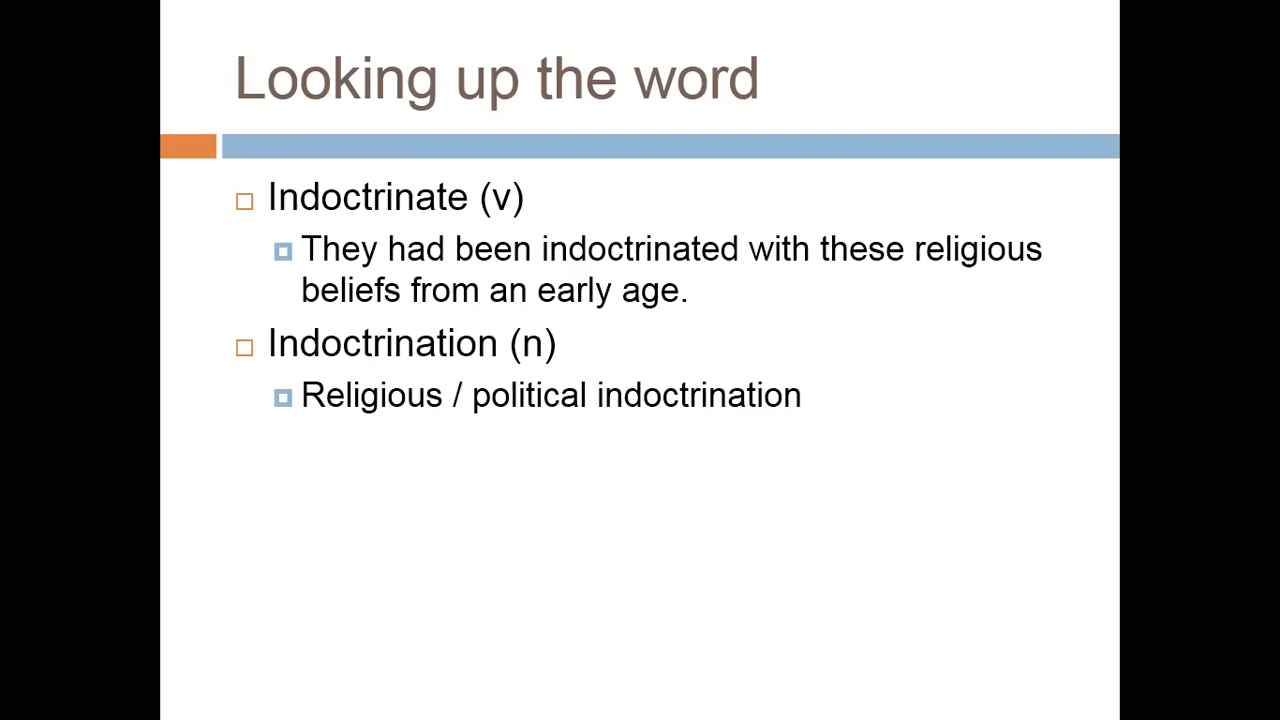 Looking up the word
Indoctrinate (v)
They had been indoctrinated with these religious
beliefs from an early age.
Indoctrination (n)
Religious / political indoctrination